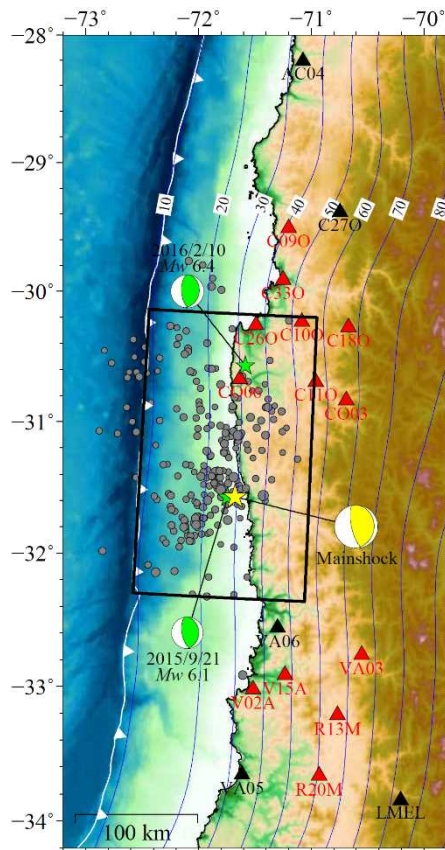 −73° −72° −71° −70°
−28°
AC04
−29°
10 20 30 40 50 60 70 80
C27O
C09O
2016/2/10
Mw 6.4
−30°
C33O
C26O C10O C18O
CO06 C11O CO03
−31°
−32°
Mainshock
VA06
2015/9/21
Mw 6.1
VA03
−33°
V02A V15A
R13M
VA05 R20M LMEL
−34°
100 km